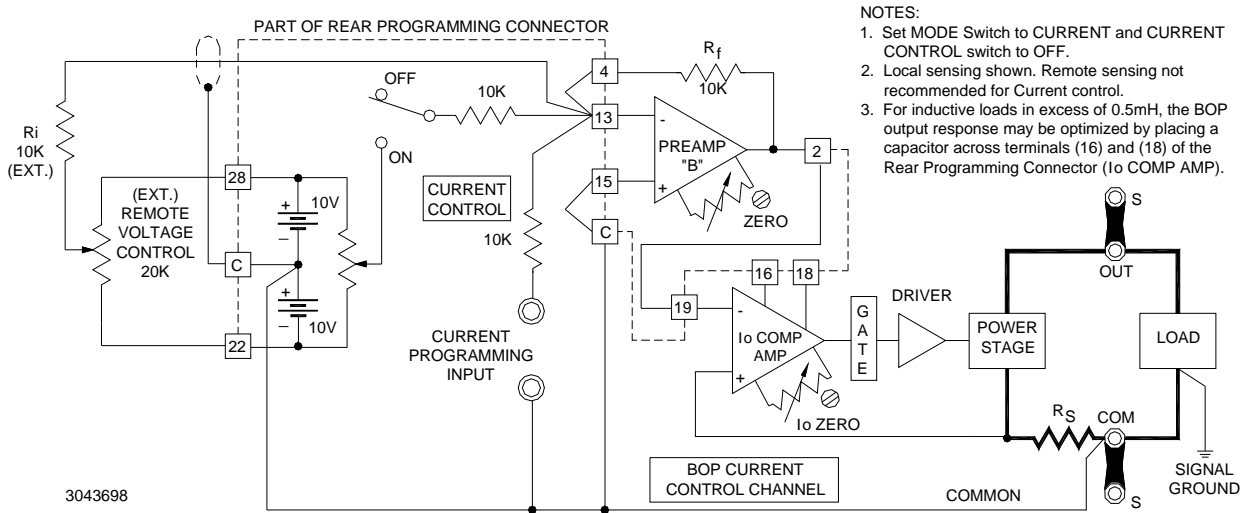 PART OF REAR PROGRAMMING CONNECTOR
NOTES:
1. Set MODE Switch to CURRENT and CURRENT
CONTROL switch to OFF.
2. Local sensing shown. Remote sensing not
recommended for Current control.
3. For inductive loads in excess of 0.5mH, the BOP
output response may be optimized by placing a
capacitor across terminals (16) and (18) of the
Rear Programming Connector (Io COMP AMP).
Ri
10K
(EXT.)
(EXT.)
REMOTE
VOLTAGE
CONTROL
20K
28
C
22
+
10V
–
+
–
10V
OFF
ON
10K
CURRENT
CONTROL
10K
CURRENT
PROGRAMMING
INPUT
4
13
15
C
Rf
10K
-
PREAMP
"B"
+
ZERO
2
19
16
18
-
Io COMP
AMP
+
Io ZERO
GATE
DRIVER
POWER
STAGE
S
OUT
LOAD
RS
COM
S
SIGNAL
GROUND
BOP CURRENT
CONTROL CHANNEL
COMMON
3043698